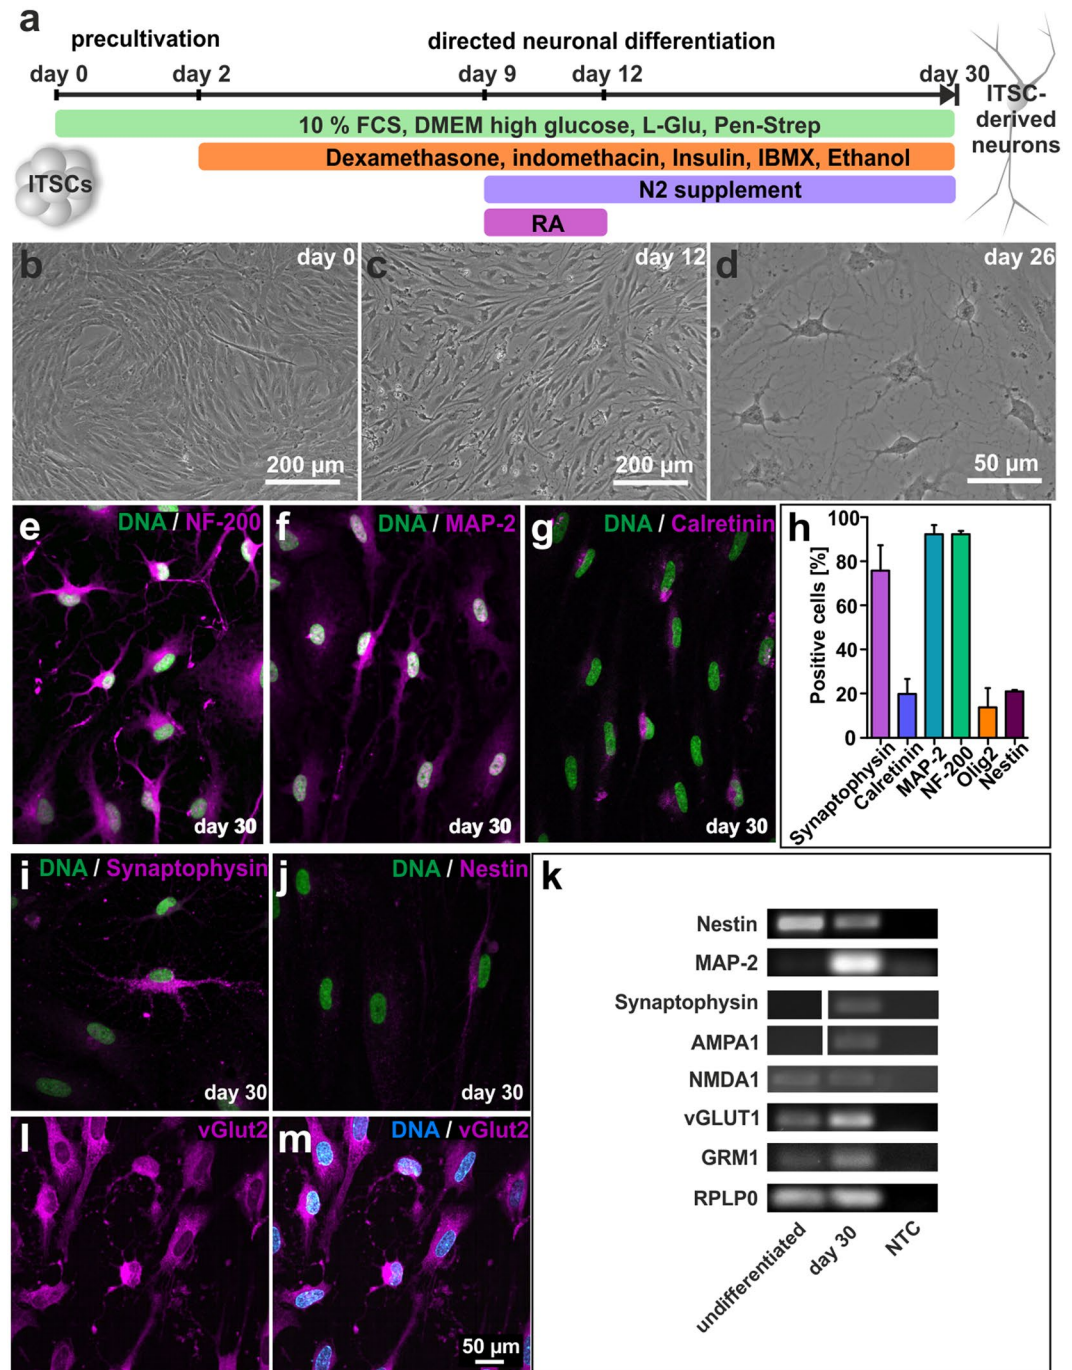 a
precultivation
directed neuronal differentiation
day 0
day 2
day 9
day 12
day 30
10 % FCS, DMEM high glucose, L-Glu, Pen-Strep
Dexamethasone, indomethacin, Insulin, IBMX, Ethanol
N2 supplement
RA
ITSCs
ITSC-
derived
neurons
b
day 0
200 µm
c
day 12
200 µm
d
day 26
50 µm
e
DNA / NF-200
day 30
f
DNA / MAP-2
day 30
g
DNA / Calretinin
day 30
h
Positive cells [%]
100
80
60
40
20
0
Synaptophysin
Calretinin
MAP-2
NF-200
Olig2
Nestin
i
DNA / Synaptophysin
day 30
j
DNA / Nestin
day 30
k
Nestin
MAP-2
Synaptophysin
AMPA1
NMDA1
vGLUT1
GRM1
RPLP0
undifferentiated
day 30
NTC
l
vGlut2
m
DNA / vGlut2
50 µm